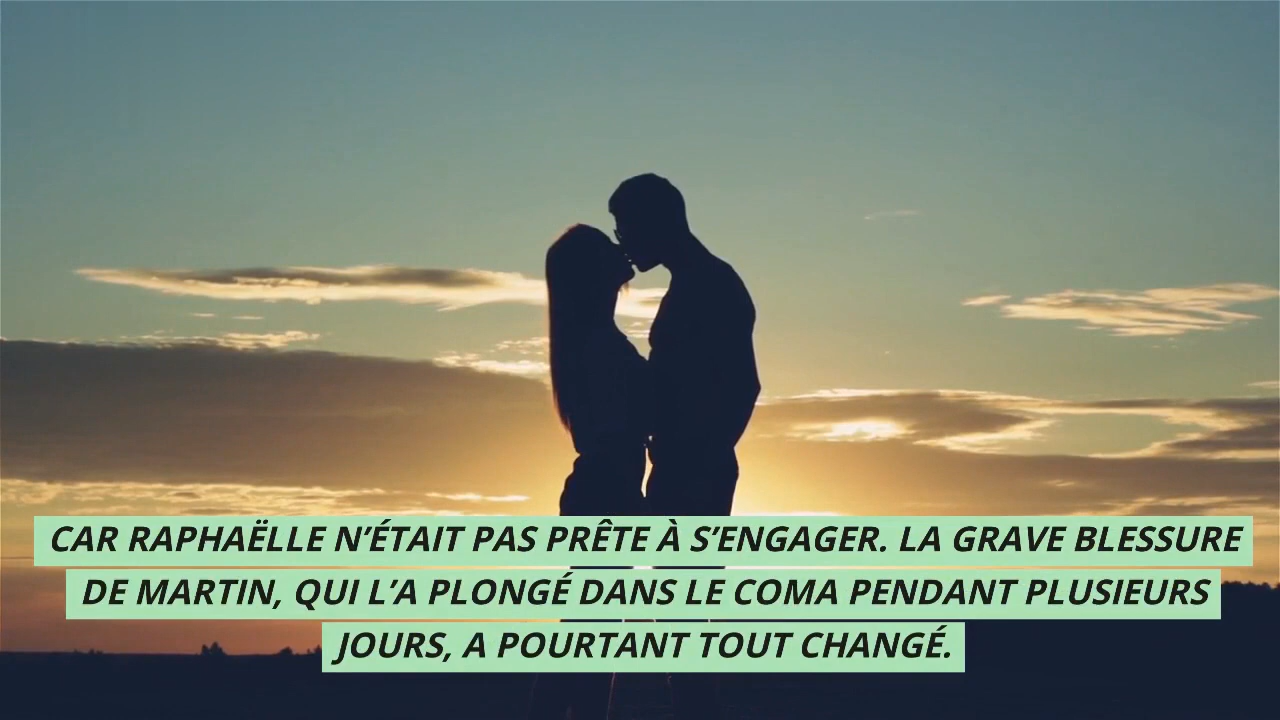 CAR RAPHAËLLE N’ÉTAIT PAS PRÊTE À S’ENGAGER. LA GRAVE BLESSURE
DE MARTIN, QUI L’A PLONGÉ DANS LE COMA PENDANT PLUSIEURS
JOURS, A POURTANT TOUT CHANGÉ.